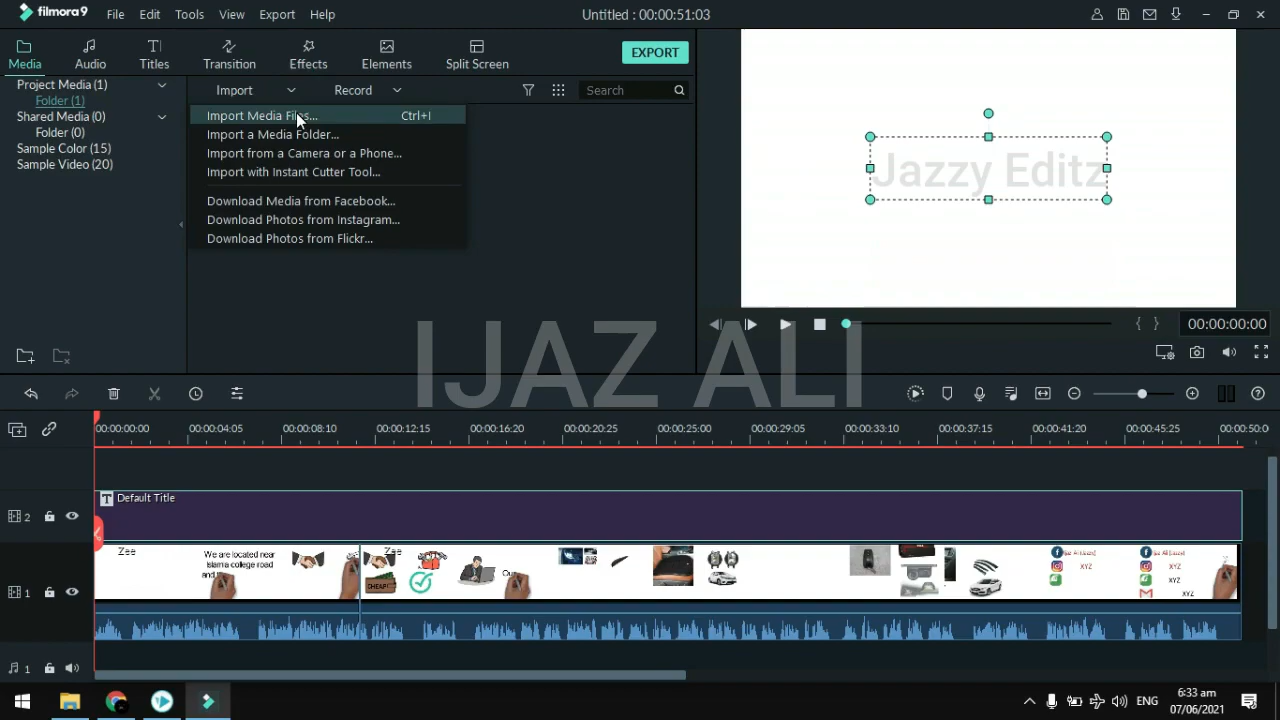 filmora9 File Edit Tools View Export Help Untitled : 00:00:51:03
Media Audio Titles Transition Effects Elements Split Screen EXPORT
Project Media (1)
Folder (1)
Shared Media (0)
Folder (0)
Sample Color (15)
Sample Video (20)
Import Record Search
Import Media Files... Ctrl+I
Import a Media Folder...
Import from a Camera or a Phone...
Import with Instant Cutter Tool...
Download Media from Facebook...
Download Photos from Instagram...
Download Photos from Flickr...
Jazzy Editz
{ } 00:00:00:00
IJAZ ALI
00:00:00:00 00:00:04:05 00:00:08:10 00:00:12:15 00:00:16:20 00:00:20:25 00:00:25:00 00:00:29:05 00:00:33:10 00:00:37:15 00:00:41:20 00:00:45:25 00:00:50:0
2 T Default Title
1
Zee
We are located near
Islamia college road
and
Zee
CHEAP
Ou
XYZ
XYZ
XYZ
XYZ
1
ENG
6:33 am
07/06/2021